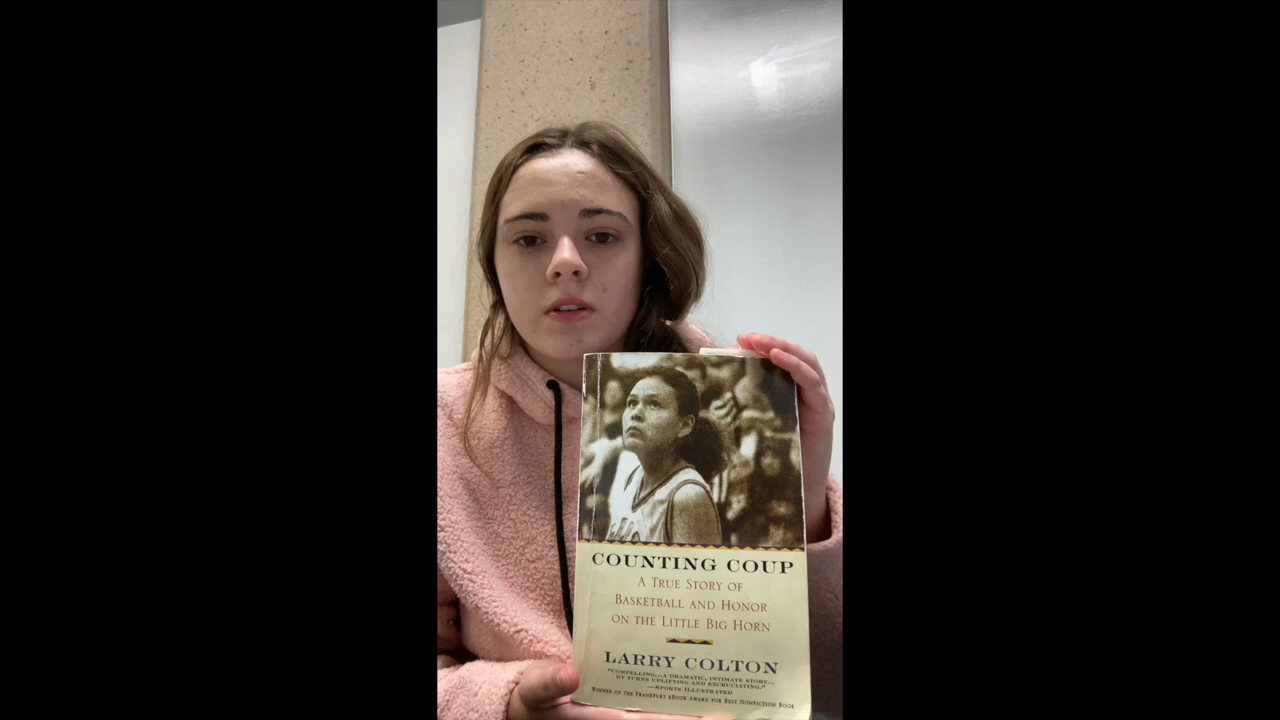 COUNTING COUP
A TRUE STORY OF
BASKETBALL AND HONOR
ON THE LITTLE BIG HORN
LARRY COLTON
"COMPELLING...A DRAMATIC, INTIMATE STORY...
BY TURNS UPLIFTING AND EXCRUCIATING."
—SPORTS ILLUSTRATED
WINNER OF THE FRANKFURT EBOOK AWARD FOR BEST NONFICTION BOOK